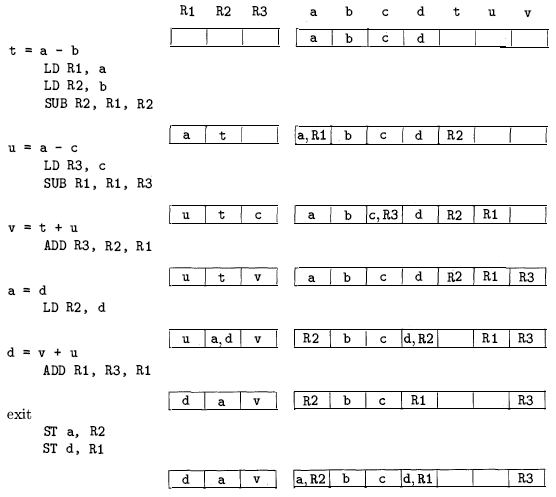 R1 R2 R3 a b c d t u v
a b c d
t = a - b
LD R1, a
LD R2, b
SUB R2, R1, R2
a t a,R1 b c d R2
u = a - c
LD R3, c
SUB R1, R1, R3
u t c a b c,R3 d R2 R1
v = t + u
ADD R3, R2, R1
u t v a b c d R2 R1 R3
a = d
LD R2, d
u a,d v R2 b c d,R2 R1 R3
d = v + u
ADD R1, R3, R1
d a v R2 b c R1 R3
exit
ST a, R2
ST d, R1
d a v a,R2 b c d,R1 R3